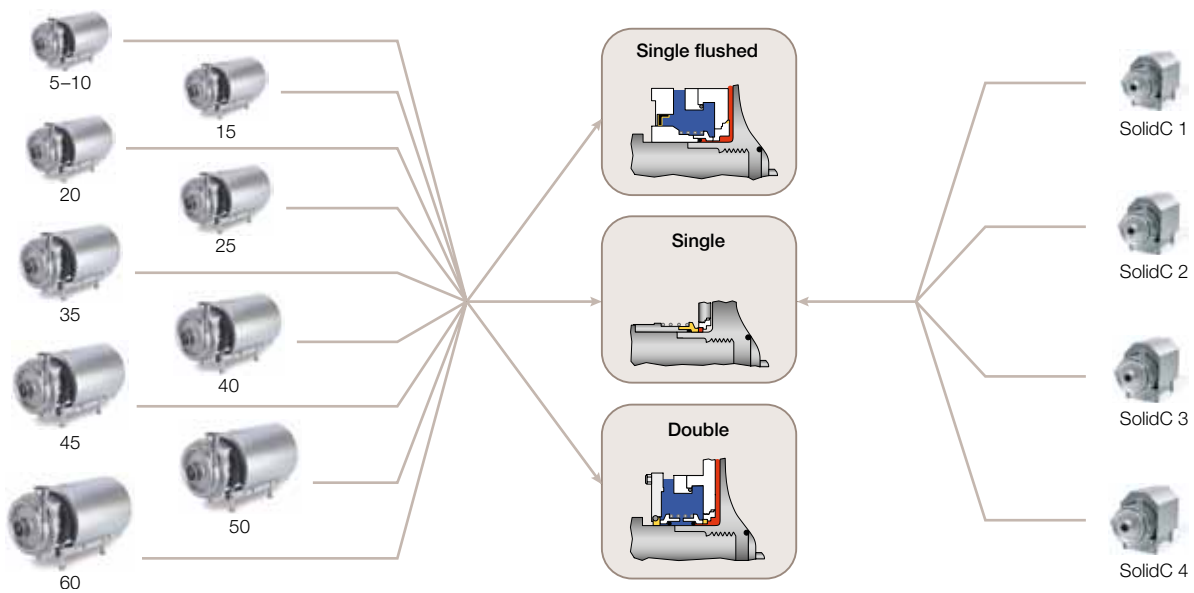 5–10
15
20
25
35
40
45
50
60
Single flushed
Single
Double
SolidC 1
SolidC 2
SolidC 3
SolidC 4